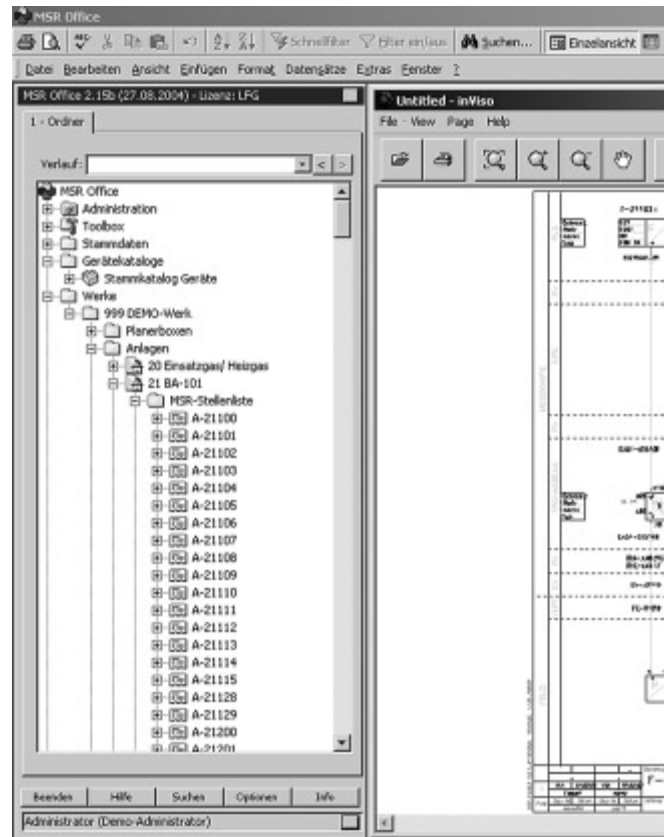 MSR Office
Schnellfilter Filter ein/aus Suchen... Einzelansicht
Datei Bearbeiten Ansicht Einfügen Format Datensätze Extras Fenster ?
MSR Office 2.15b (27.08.2004) - Lizenz: LFG
1 - Ordner
Verlauf: < >
MSR Office
Administration
Toolbox
Stammdaten
Gerätekataloge
Stammkatalog Geräte
Werke
999 DEMO-Werk
Planerboxen
Anlagen
20 Einsatzgas/ Heizgas
21 BA-101
MSR-Stellenliste
A-21100
A-21101
A-21102
A-21103
A-21104
A-21105
A-21106
A-21107
A-21108
A-21109
A-21110
A-21111
A-21112
A-21113
A-21114
A-21115
A-21128
A-21129
A-21200
A-21201
Beenden Hilfe Suchen Optionen Info
Administrator (Demo-Administrator)
Untitled - inViso
File View Page Help